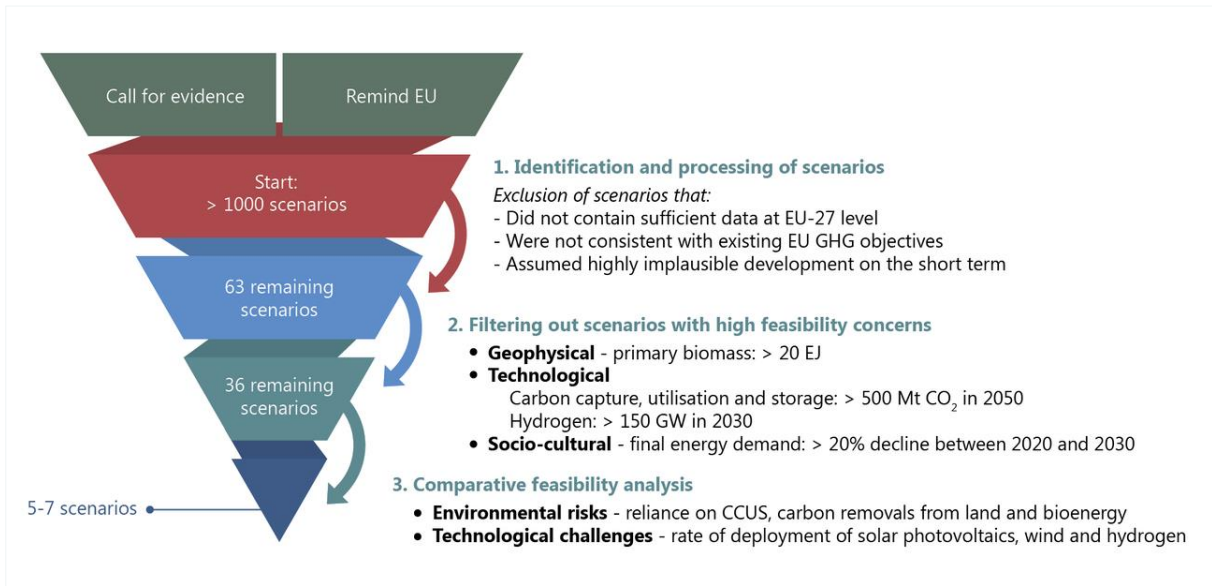 Call for evidence
Remind EU
Start:
> 1000 scenarios
1. Identification and processing of scenarios
Exclusion of scenarios that:
- Did not contain sufficient data at EU-27 level
- Were not consistent with existing EU GHG objectives
- Assumed highly implausible development on the short term
63 remaining
scenarios
2. Filtering out scenarios with high feasibility concerns
• Geophysical - primary biomass: > 20 EJ
• Technological
Carbon capture, utilisation and storage: > 500 Mt CO₂ in 2050
Hydrogen: > 150 GW in 2030
• Socio-cultural - final energy demand: > 20% decline between 2020 and 2030
36 remaining
scenarios
3. Comparative feasibility analysis
• Environmental risks - reliance on CCUS, carbon removals from land and bioenergy
• Technological challenges - rate of deployment of solar photovoltaics, wind and hydrogen
5-7 scenarios